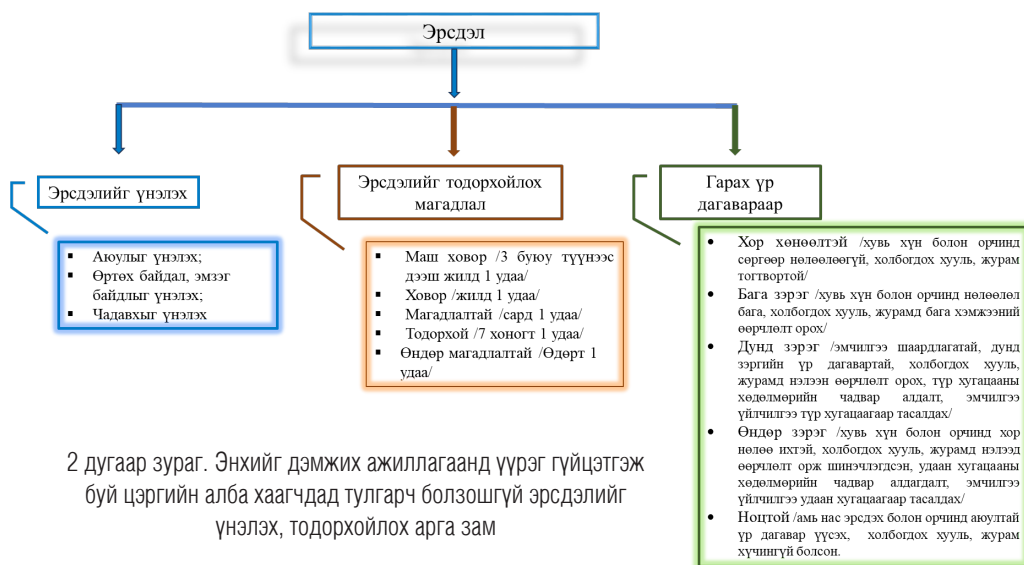 Эрсдэл
Эрсдэлийг үнэлэх
▪ Аюулыг үнэлэх;
▪ Өртөх байдал, эмзэг
байдлыг үнэлэх;
▪ Чадавхыг үнэлэх
Эрсдэлийг тодорхойлох
магадлал
▪ Маш ховор /3 буюу түүнээс
дээш жилд 1 удаа/
▪ Ховор /жилд 1 удаа/
▪ Магадлалтай /сард 1 удаа/
▪ Тодорхой /7 хоногт 1 удаа/
▪ Өндөр магадлалтай /Өдөрт 1
удаа/
Гарах үр
дагавараар
• Хор хөнөөлтэй /хувь хүн болон орчинд
сөргөөр нөлөөлөөгүй, холбогдох хууль, журам
тогтвортой/
• Бага зэрэг /хувь хүн болон орчинд нөлөөлөл
бага, холбогдох хууль, журамд бага хэмжээний
өөрчлөлт орох/
• Дунд зэрэг /эмчилгээ шаардлагатай, дунд
зэргийн үр дагавартай, холбогдох хууль,
журамд нэлээн өөрчлөлт орох, түр хугацааны
хөдөлмөрийн чадвар алдалт, эмчилгээ
үйлчилгээ түр хугацаагаар тасалдах/
• Өндөр зэрэг /хувь хүн болон орчинд хор
нөлөө ихтэй, холбогдох хууль, журамд нэлээд
өөрчлөлт орж шинэчлэгдсэн, удаан хугацааны
хөдөлмөрийн чадвар алдагдалт, эмчилгээ
үйлчилгээ удаан хугацаагаар тасалдах/
• Ноцтой /амь нас эрсдэх болон орчинд аюултай
үр дагавар үүсэх, холбогдох хууль, журам
хүчингүй болсон.
2 дугаар зураг. Энхийг дэмжих ажиллагаанд үүрэг гүйцэтгэж
буй цэргийн алба хаагчдад тулгарч болзошгүй эрсдэлийг
үнэлэх, тодорхойлох арга зам